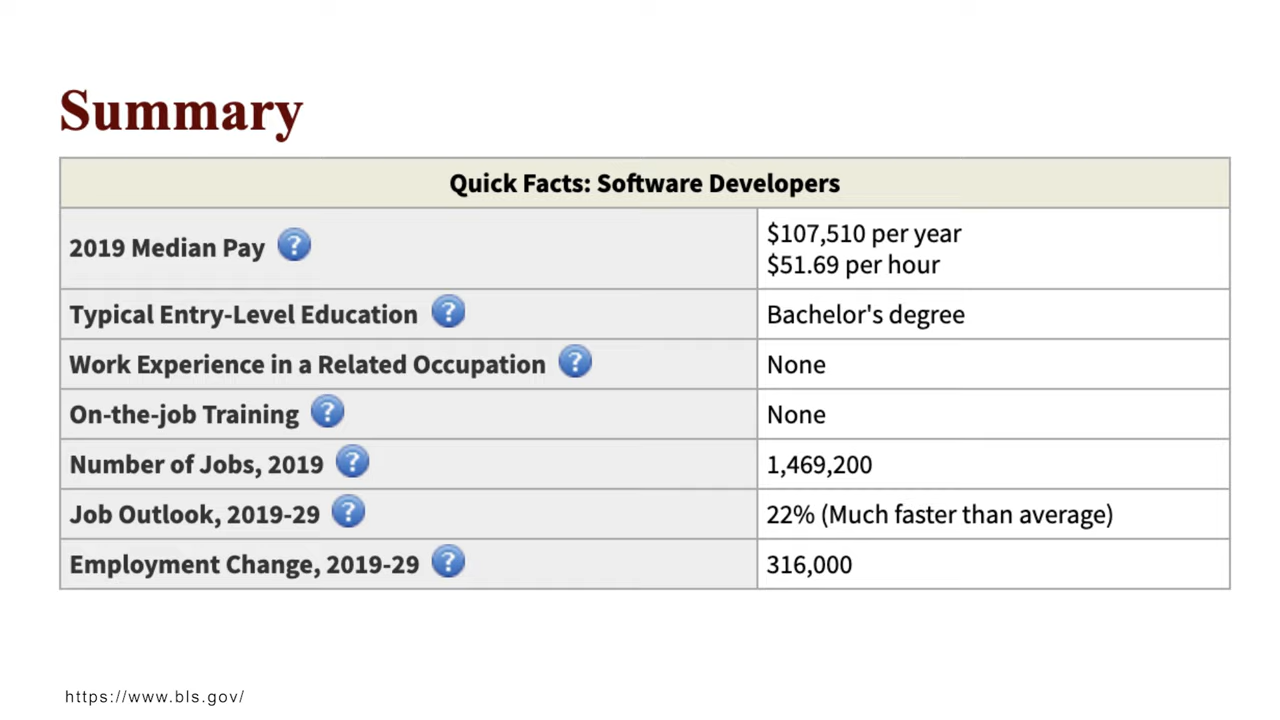 Summary
Quick Facts: Software Developers
2019 Median Pay ?
$107,510 per year
$51.69 per hour
Typical Entry-Level Education ?
Bachelor's degree
Work Experience in a Related Occupation ?
None
On-the-job Training ?
None
Number of Jobs, 2019 ?
1,469,200
Job Outlook, 2019-29 ?
22% (Much faster than average)
Employment Change, 2019-29 ?
316,000
https://www.bls.gov/